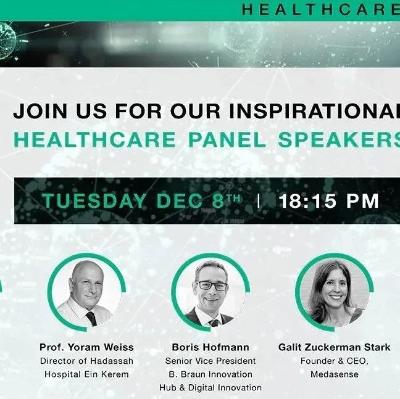 HEALTHCARE
JOIN US FOR OUR INSPIRATIONAL
HEALTHCARE PANEL SPEAKERS
TUESDAY DEC 8TH | 18:15 PM
Prof. Yoram Weiss
Director of Hadassah
Hospital Ein Kerem
Boris Hofmann
Senior Vice President
B. Braun Innovation
Hub & Digital Innovation
Galit Zuckerman Stark
Founder & CEO,
Medasense